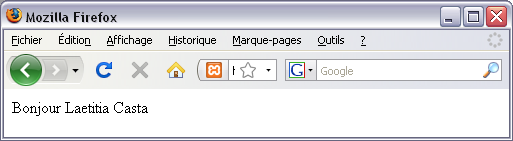 Mozilla Firefox
Fichier Édition Affichage Historique Marque-pages Outils ?
Google
Bonjour Laetitia Casta